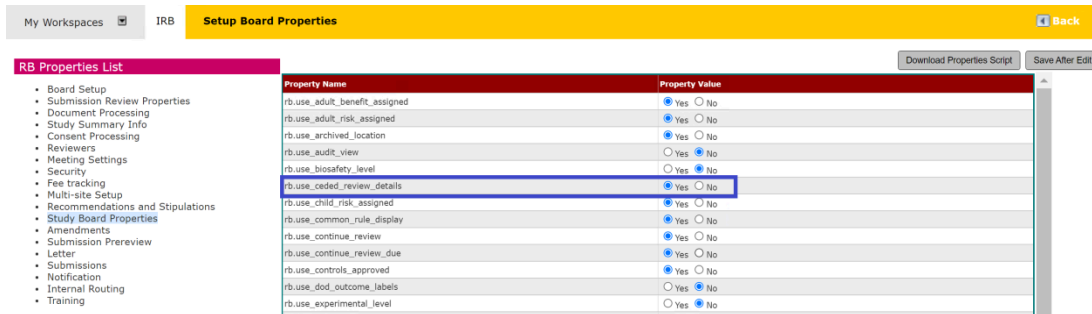 My Workspaces IRB Setup Board Properties Back
Download Properties Script Save After Edit
RB Properties List
Board Setup
Submission Review Properties
Document Processing
Study Summary Info
Consent Processing
Reviewers
Meeting Settings
Security
Fee tracking
Multi-site Setup
Recommendations and Stipulations
Study Board Properties
Amendments
Submission Prereview
Letter
Submissions
Notification
Internal Routing
Training
Property Name Property Value
rb.use_adult_benefit_assigned Yes No
rb.use_adult_risk_assigned Yes No
rb.use_archived_location Yes No
rb.use_audit_view Yes No
rb.use_biosafety_level Yes No
rb.use_ceded_review_details Yes No
rb.use_child_risk_assigned Yes No
rb.use_common_rule_display Yes No
rb.use_continue_review Yes No
rb.use_continue_review_due Yes No
rb.use_controls_approved Yes No
rb.use_dod_outcome_labels Yes No
rb.use_experimental_level Yes No